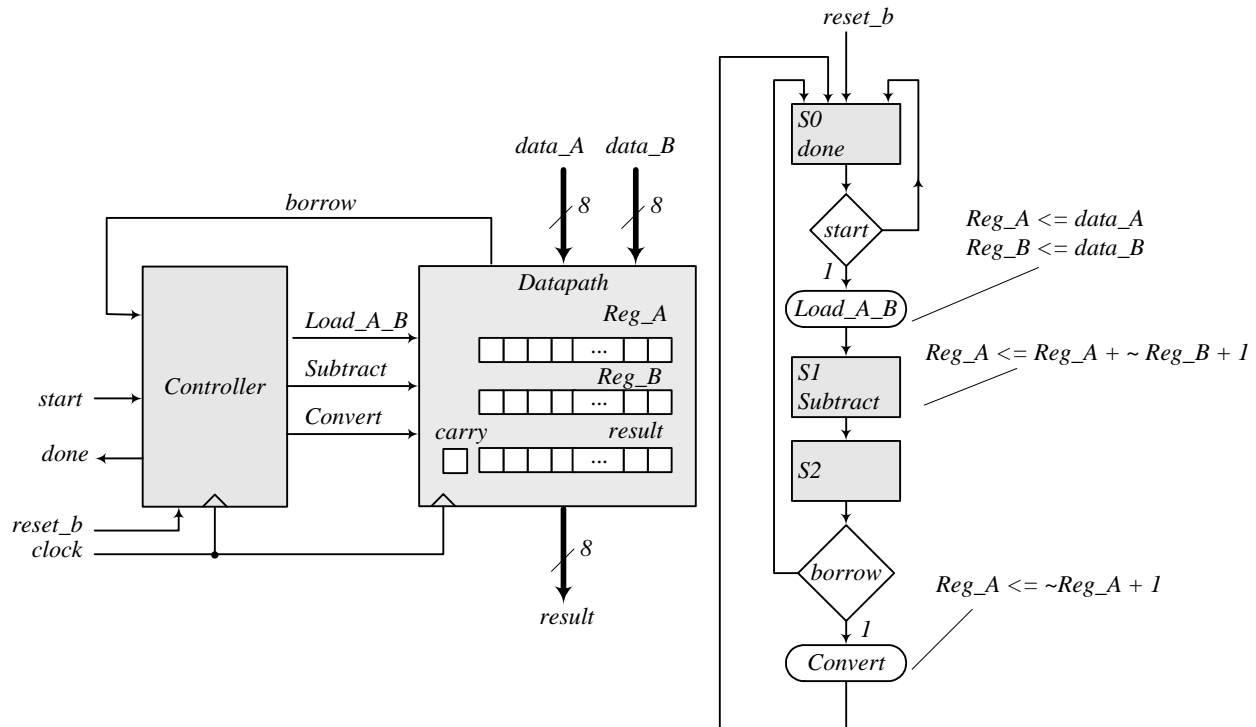 data_A data_B
8 8
borrow
Datapath
Reg_A
Load_A_B
...
Subtract
Reg_B
Controller
...
start
Convert
carry result
done
...
reset_b
clock
8
result
reset_b
S0
done
start
Reg_A <= data_A
Reg_B <= data_B
1
Load_A_B
Reg_A <= Reg_A + ~ Reg_B + 1
S1
Subtract
S2
borrow
Reg_A <= ~Reg_A + 1
1
Convert